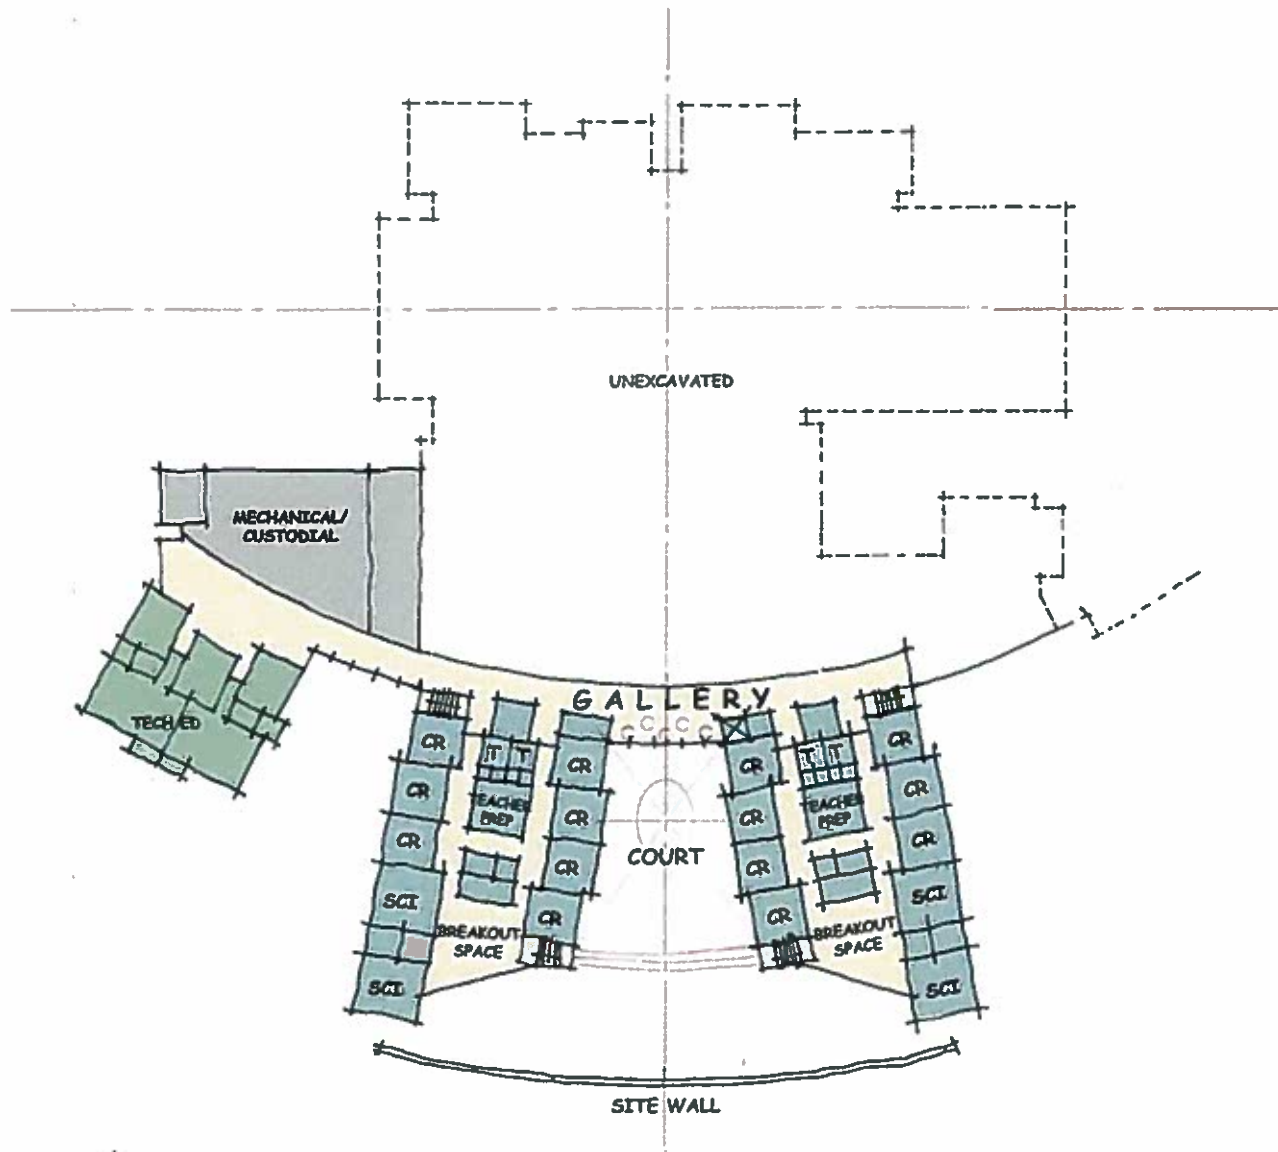 UNEXCAVATED
MECHANICAL/
CUSTODIAL
GALLERY
TECH ED
CR
T T
CR
CR
T T
CR
CR
TEACHER
PREP
CR
CR
TEACHER
PREP
CR
CR
CR
COURT
CR
CR
SCI
CR
CR
SCI
BREAKOUT
SPACE
BREAKOUT
SPACE
SCI
SCI
SITE WALL